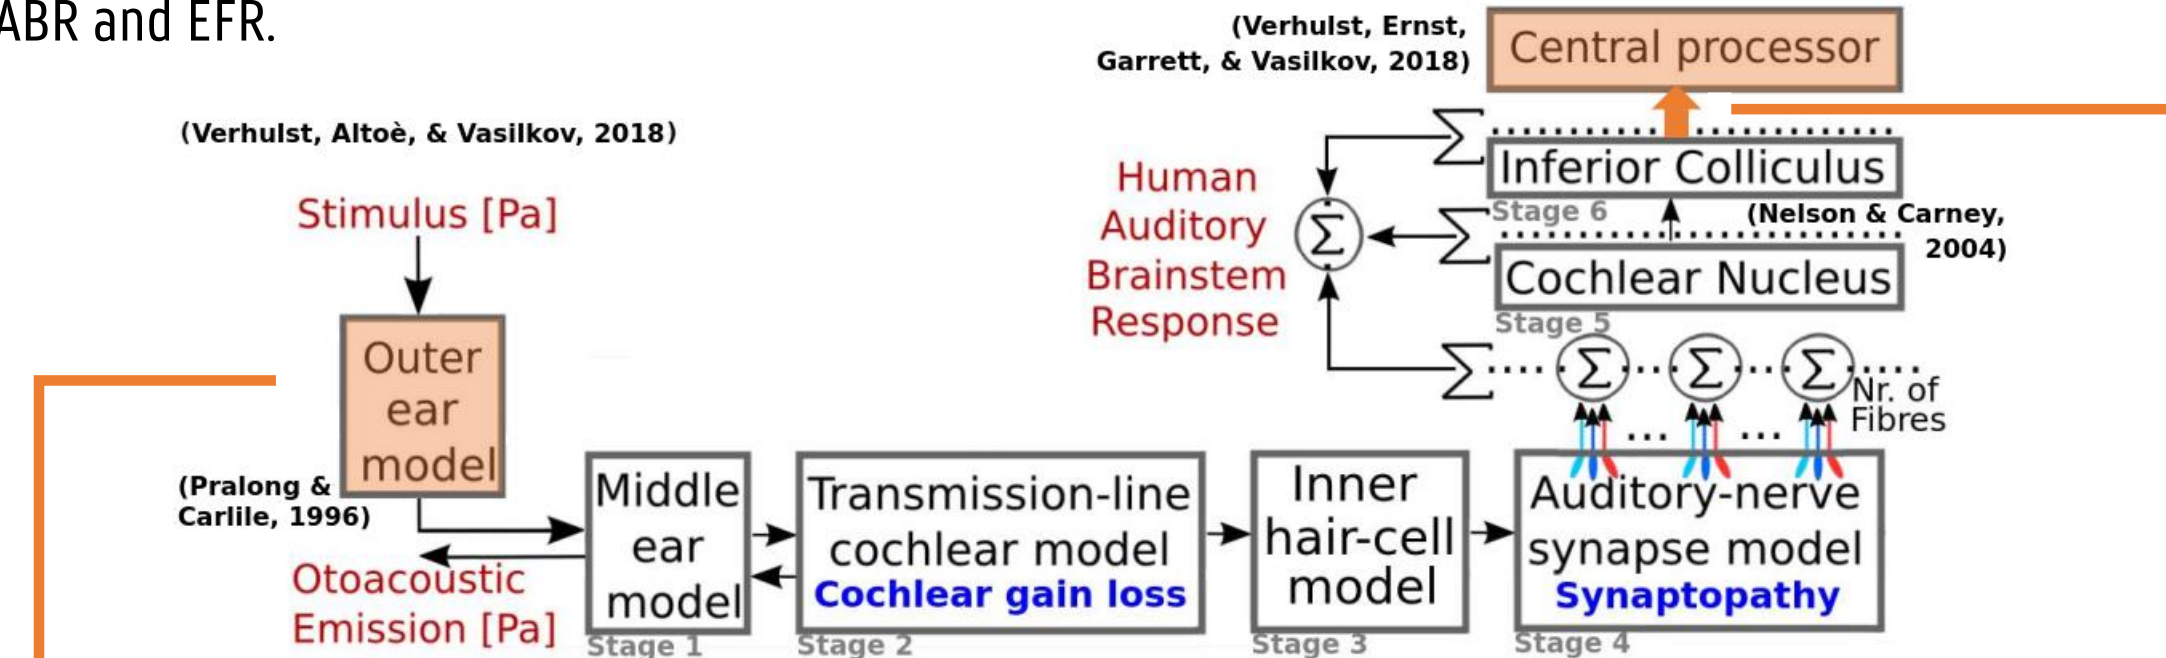 ABR and EFR.
(Verhulst, Altoè, & Vasilkov, 2018)
Stimulus [Pa]
Outer
ear
model
(Pralong &
Carlile, 1996)
Otoacoustic
Emission [Pa]
Middle
ear
model
Stage 1
Transmission-line
cochlear model
Cochlear gain loss
Stage 2
Inner
hair-cell
model
Stage 3
Auditory-nerve
synapse model
Synaptopathy
Stage 4
Nr. of
Fibres
Σ
Σ Σ Σ
... ...
Cochlear Nucleus
Stage 5
Σ
(Nelson & Carney,
2004)
Inferior Colliculus
Stage 6
Σ
Σ
Human
Auditory
Brainstem
Response
(Verhulst, Ernst,
Garrett, & Vasilkov, 2018)
Central processor